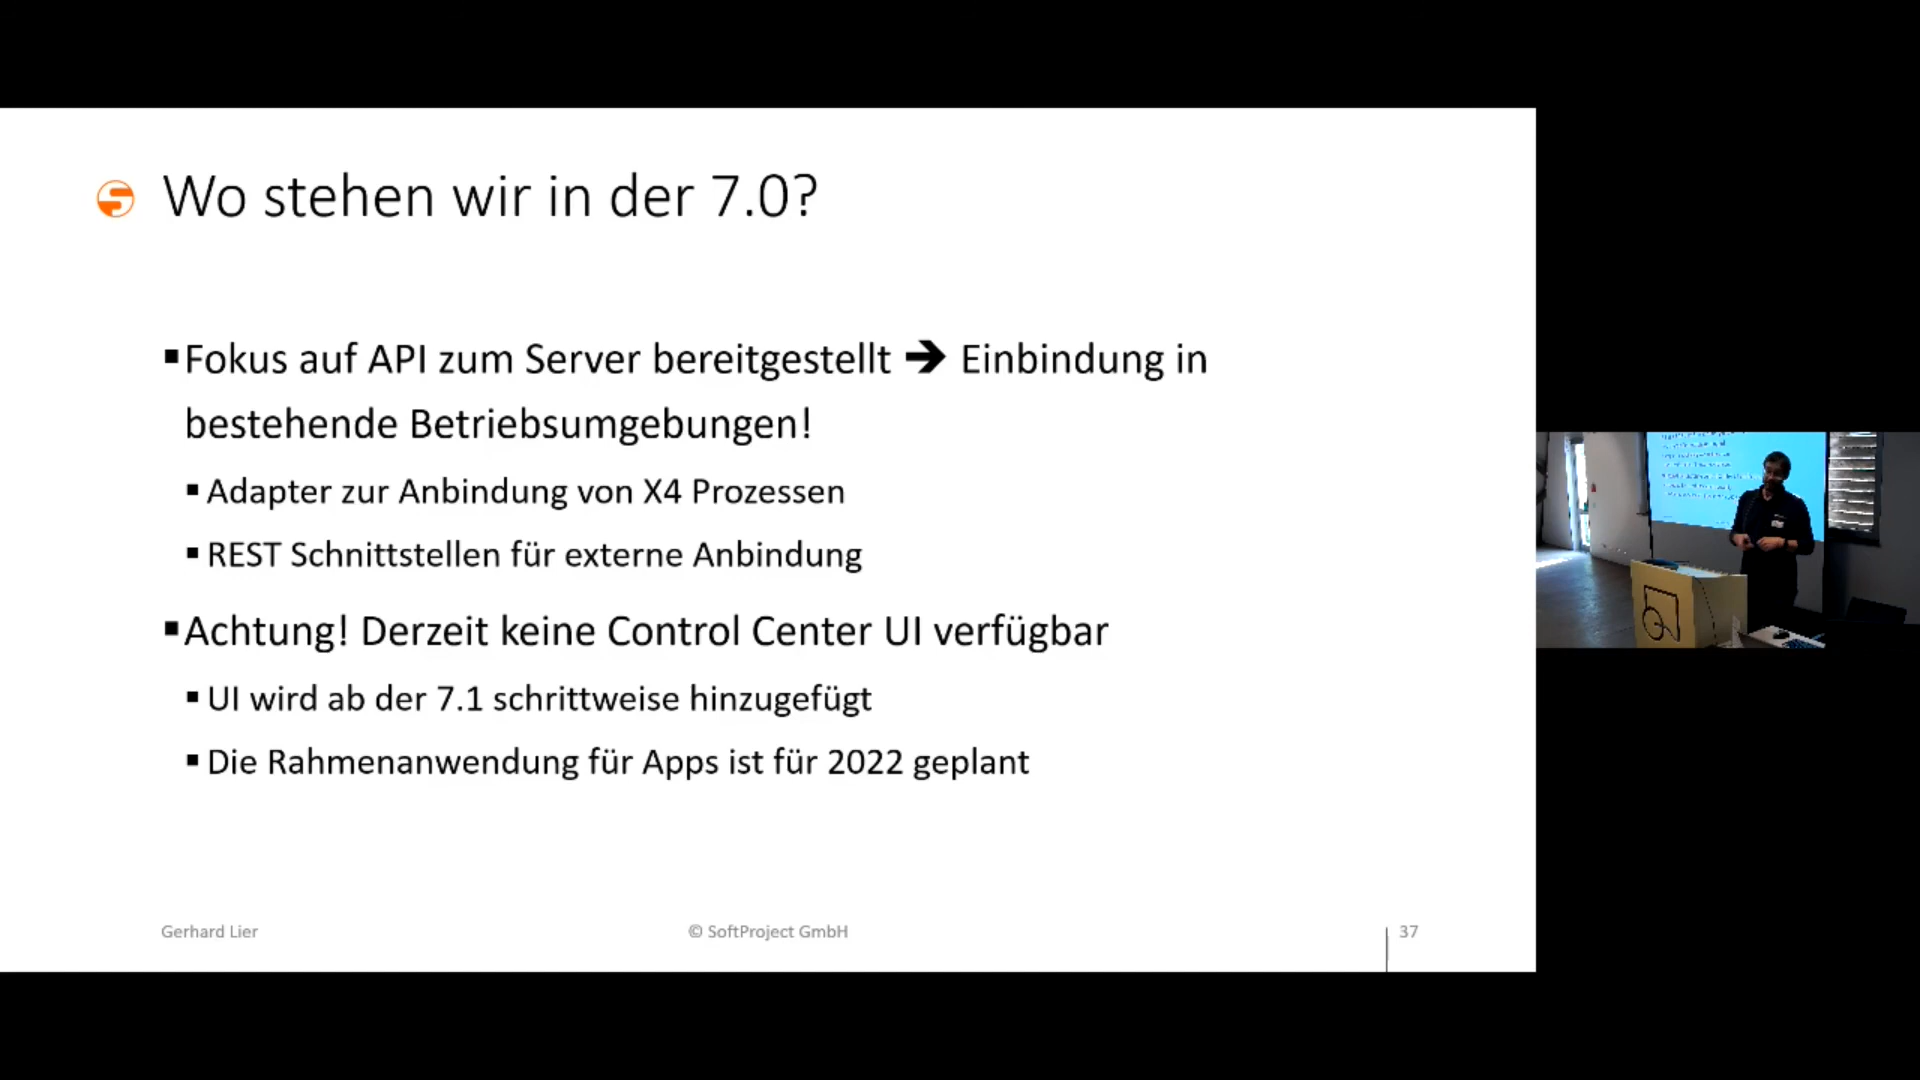 Wo stehen wir in der 7.0?
▪Fokus auf API zum Server bereitgestellt ➔ Einbindung in
bestehende Betriebsumgebungen!
▪Adapter zur Anbindung von X4 Prozessen
▪REST Schnittstellen für externe Anbindung
▪Achtung! Derzeit keine Control Center UI verfügbar
▪UI wird ab der 7.1 schrittweise hinzugefügt
▪Die Rahmenanwendung für Apps ist für 2022 geplant
Gerhard Lier
© SoftProject GmbH
37